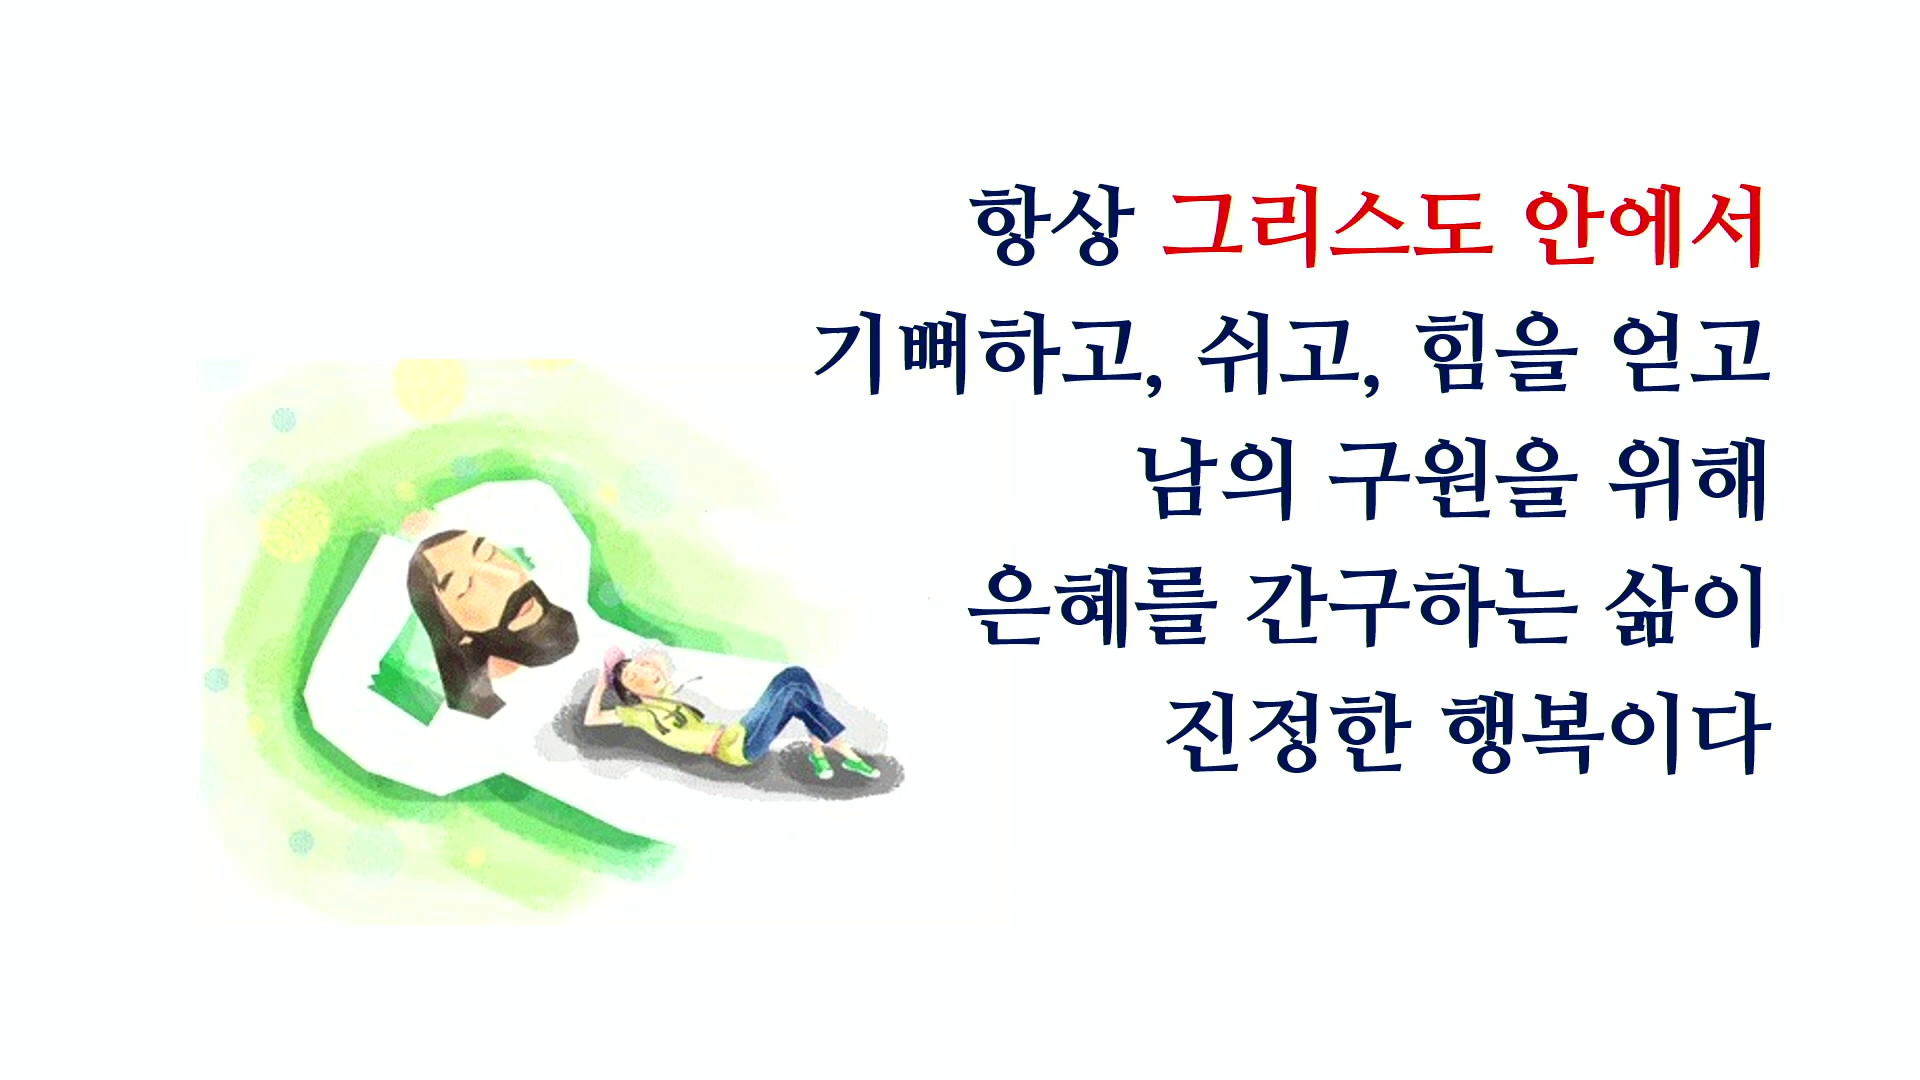 항상 그리스도 안에서
기뻐하고, 쉬고, 힘을 얻고
남의 구원을 위해
은혜를 간구하는 삶이
진정한 행복이다